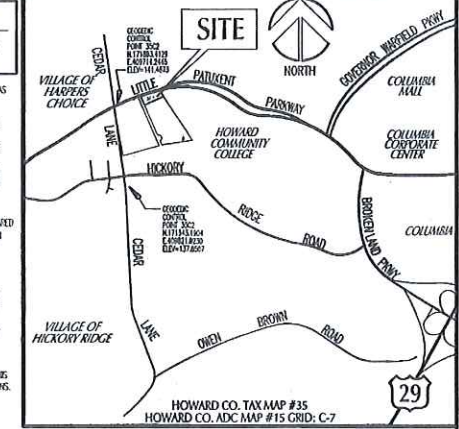 SITE
NORTH
GEODETIC
CONTROL
POINT 35C2
CEDAR
LANE
VILLAGE OF
HARPERS
CHOICE
LITTLE PATUXENT PARKWAY
GOVERNOR WARFIELD PKWY
COLUMBIA
MALL
COLUMBIA
CORPORATE
CENTER
HOWARD
COMMUNITY
COLLEGE
HICKORY RIDGE ROAD
GEODETIC
CONTROL
CEDAR
LANE
BROKEN LAND PKWY
COLUMBIA
VILLAGE OF
HICKORY RIDGE
OWEN BROWN ROAD
29
HOWARD CO. TAX MAP #35
HOWARD CO. ADC MAP #15 GRID: C-7